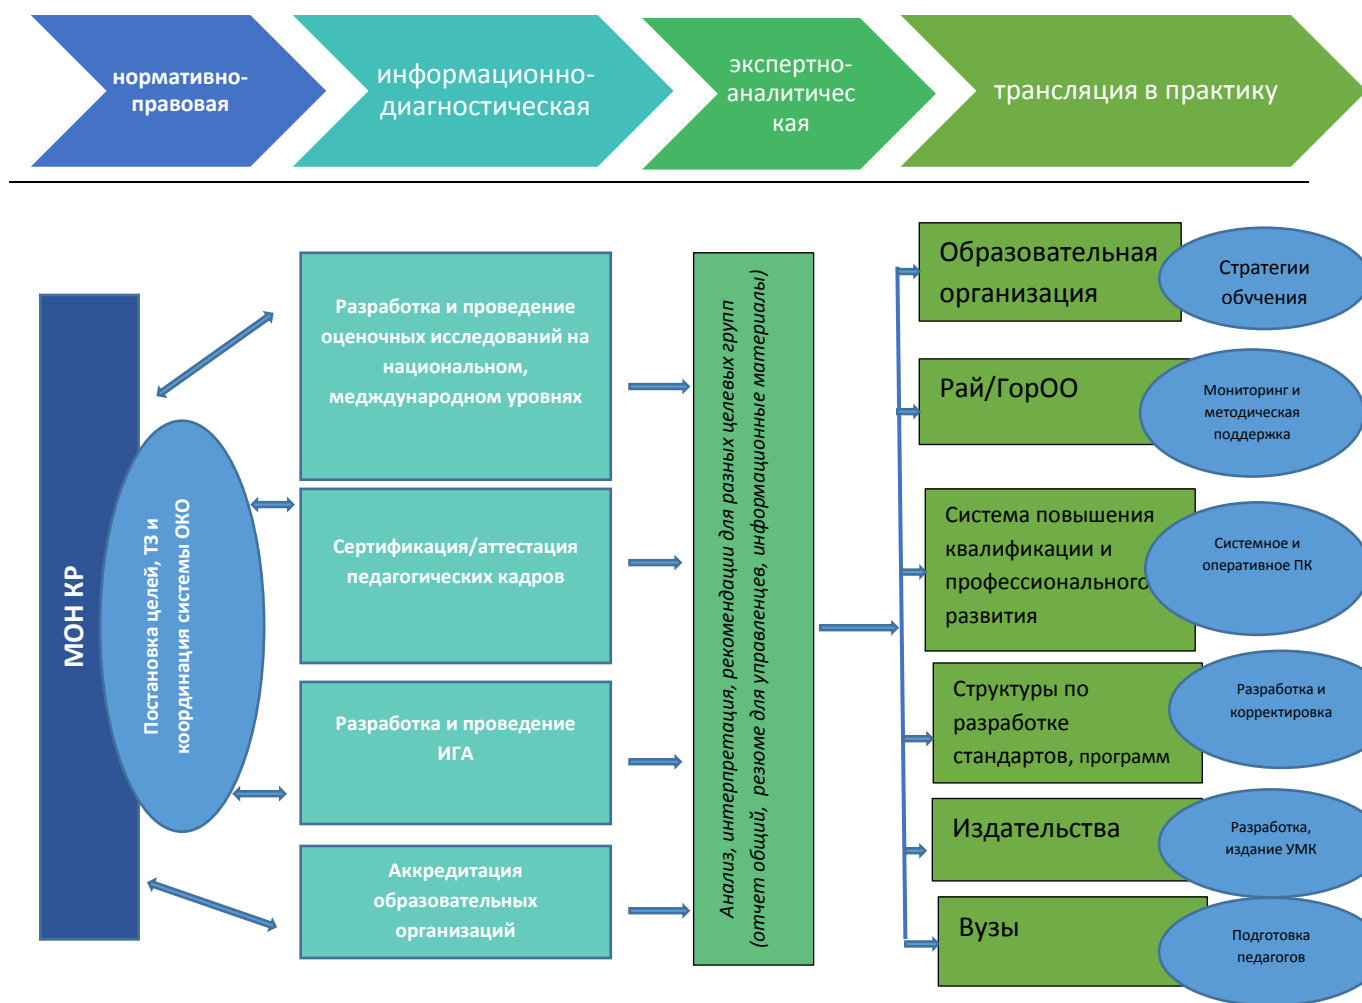 нормативно-
правовая
информационно-
диагностическая
экспертно-
аналитичес
кая
трансляция в практику
МОН КР
Постановка целей, ТЗ и
координация системы ОКО
Разработка и проведение
оценочных исследований на
национальном,
медждународном уровнях
Сертификация/аттестация
педагогических кадров
Разработка и проведение
ИГА
Аккредитация
образовательных
организаций
Анализ, интерпретация, рекомендации для разных целевых групп
(отчет общий, резюме для управленцев, информационные материалы)
Образовательная
организация
Стратегии
обучения
Рай/ГорОО
Мониторинг и
методическая
поддержка
Система повышения
квалификации и
профессионального
развития
Системное и
оперативное ПК
Структуры по
разработке
стандартов, программ
Разработка и
корректировка
Издательства
Разработка,
издание УМК
Вузы
Подготовка
педагогов